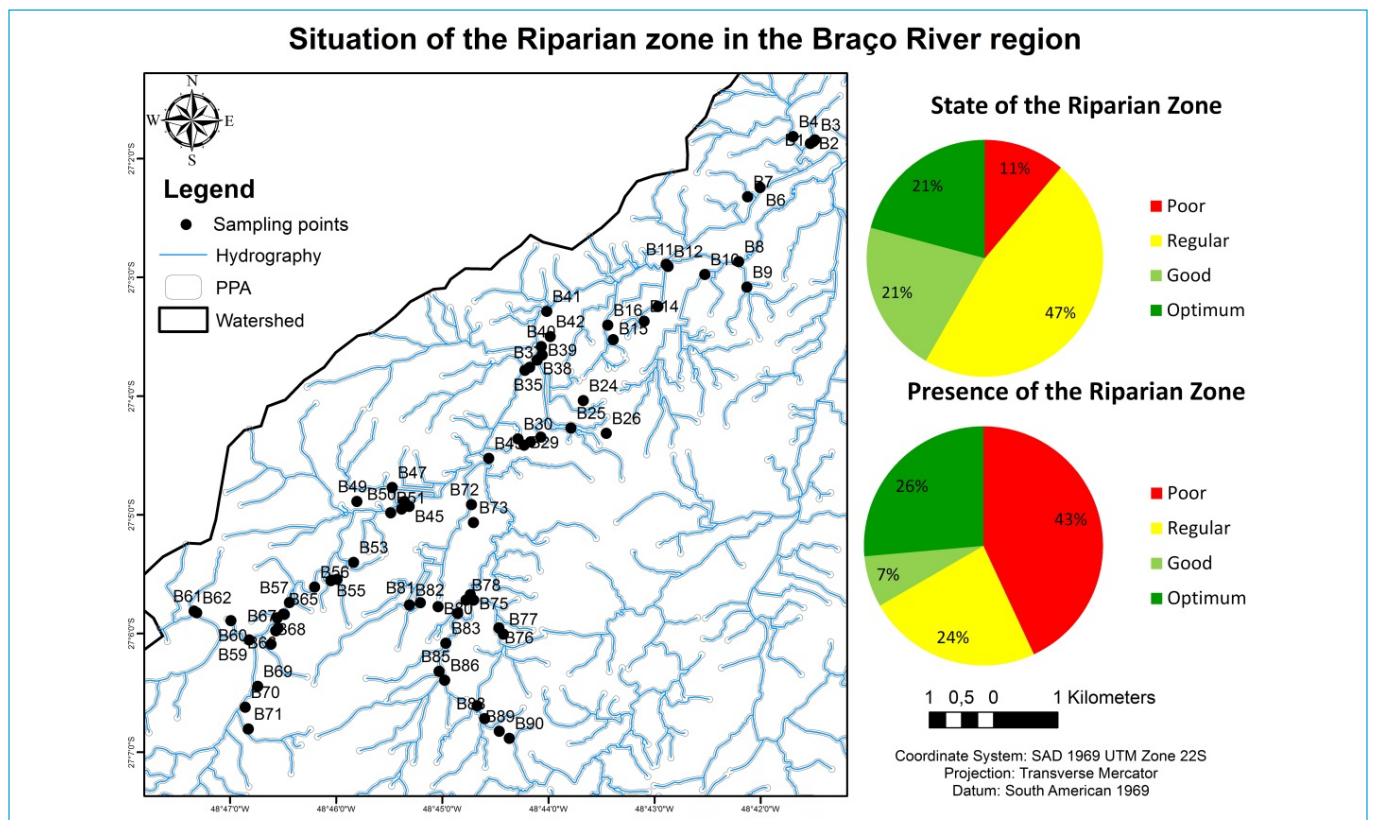 Situation of the Riparian zone in the Braço River region
N
W E
S
Legend
Sampling points
Hydrography
PPA
Watershed
27°2'0"S
27°3'0"S
27°4'0"S
27°5'0"S
27°6'0"S
27°7'0"S
48°47'0"W 48°46'0"W 48°45'0"W 48°44'0"W 48°43'0"W 48°42'0"W
B4 B3
B1 B2
B7
B6
B8
B11 B12 B10
B9
B41
B16 B14
B42
B15
B40
B39
B38
B35
B24
B25
B26
B30
B29
B47
B49 B50
B51
B45
B72
B73
B53
B56
B57 B55
B65
B61 B62
B67
B68
B60
B59
B69
B70
B71
B81 B82
B80
B78
B75
B77
B76
B83
B85
B86
B88
B89
B90
State of the Riparian Zone
11%
21%
21%
47%
Poor
Regular
Good
Optimum
Presence of the Riparian Zone
26%
43%
7%
24%
Poor
Regular
Good
Optimum
1 0,5 0 1 Kilometers
Coordinate System: SAD 1969 UTM Zone 22S
Projection: Transverse Mercator
Datum: South American 1969